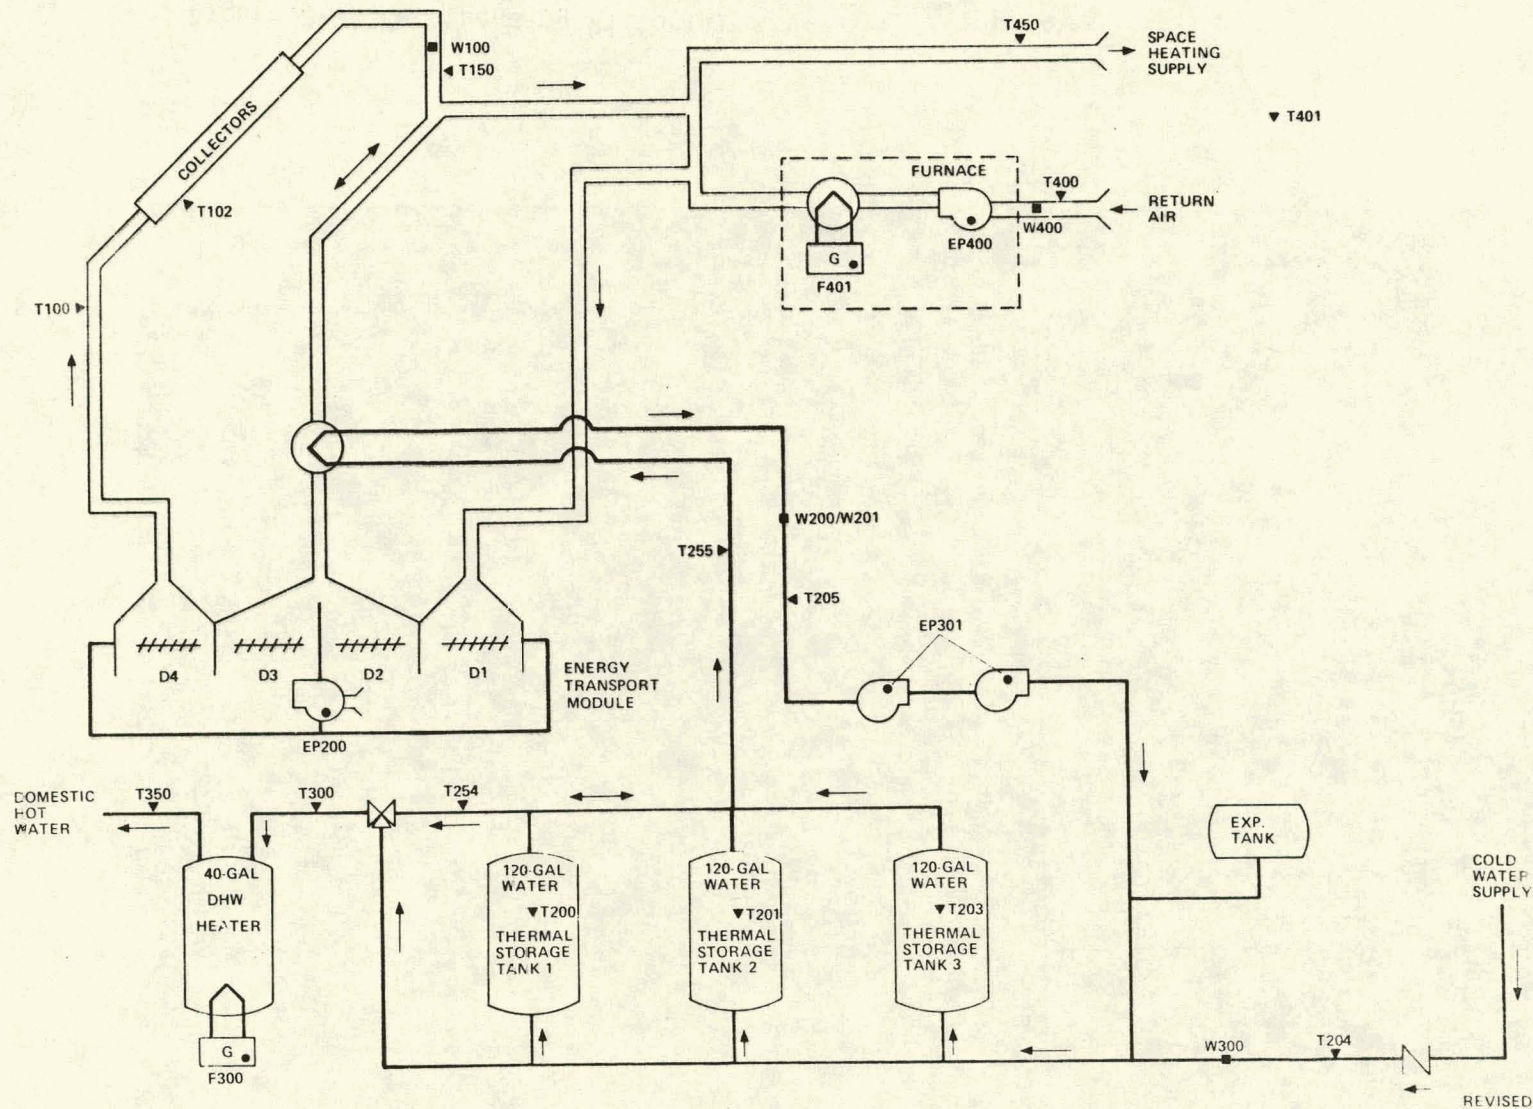 T450
SPACE
HEATING
SUPPLY
W100
T150
T401
COLLECTORS
T102
FURNACE
T400
RETURN
AIR
W400
EP400
G
F401
T100
W200/W201
T255
T205
EP301
D4
D3
D2
D1
ENERGY
TRANSPORT
MODULE
EP200
DOMESTIC
HOT
WATER
T350
T300
T254
EXP.
TANK
COLD
WATER
SUPPLY
40-GAL
DHW
HEATER
120-GAL
WATER
T200
THERMAL
STORAGE
TANK 1
120-GAL
WATER
T201
THERMAL
STORAGE
TANK 2
120-GAL
WATER
T203
THERMAL
STORAGE
TANK 3
G
F300
W300
T204
REVISED